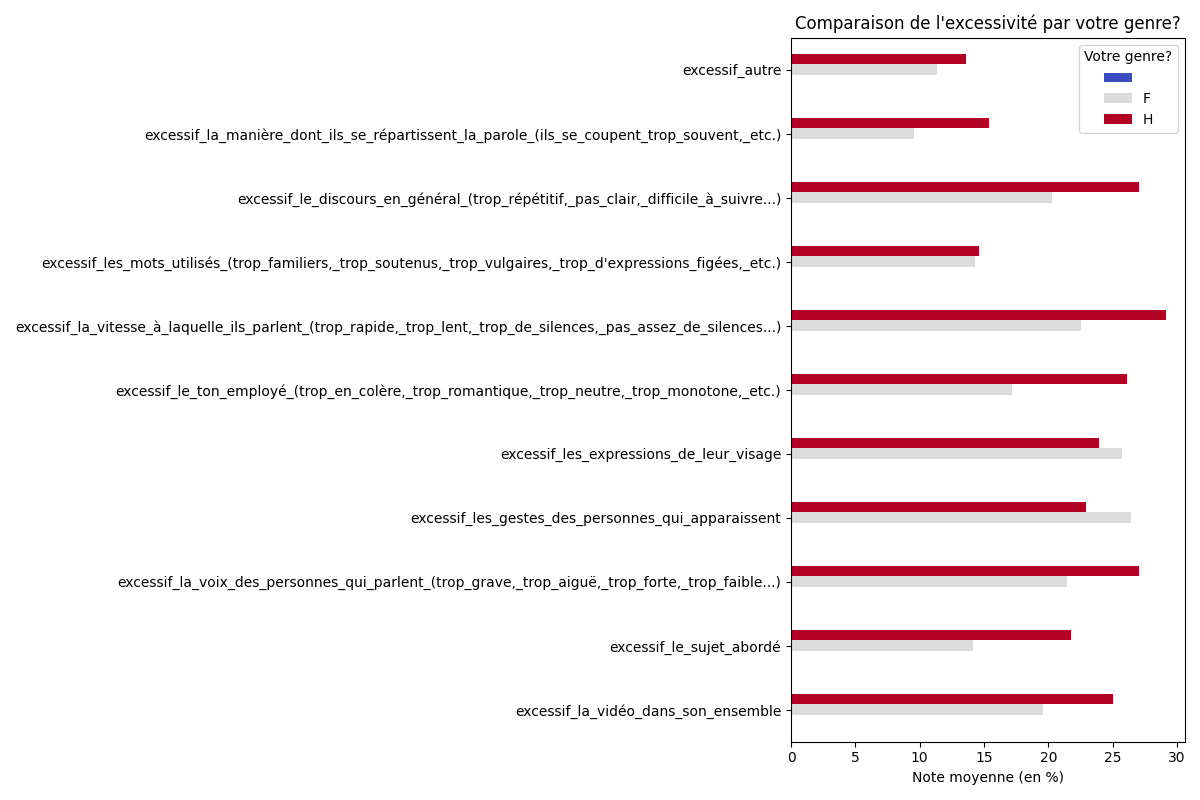 Comparaison de l'excessivité par votre genre?
Votre genre?
F
H
excessif_autre
excessif_la_manière_dont_ils_se_répartissent_la_parole_(ils_se_coupent_trop_souvent,_etc.)
excessif_le_discours_en_général_(trop_répétitif,_pas_clair,_difficile_à_suivre...)
excessif_les_mots_utilisés_(trop_familiers,_trop_soutenus,_trop_vulgaires,_trop_d'expressions_figées,_etc.)
excessif_la_vitesse_à_laquelle_ils_parlent_(trop_rapide,_trop_lent,_trop_de_silences,_pas_assez_de_silences...)
excessif_le_ton_employé_(trop_en_colère,_trop_romantique,_trop_neutre,_trop_monotone,_etc.)
excessif_les_expressions_de_leur_visage
excessif_les_gestes_des_personnes_qui_apparaissent
excessif_la_voix_des_personnes_qui_parlent_(trop_grave,_trop_aiguë,_trop_forte,_trop_faible...)
excessif_le_sujet_abordé
excessif_la_vidéo_dans_son_ensemble
0 5 10 15 20 25 30
Note moyenne (en %)